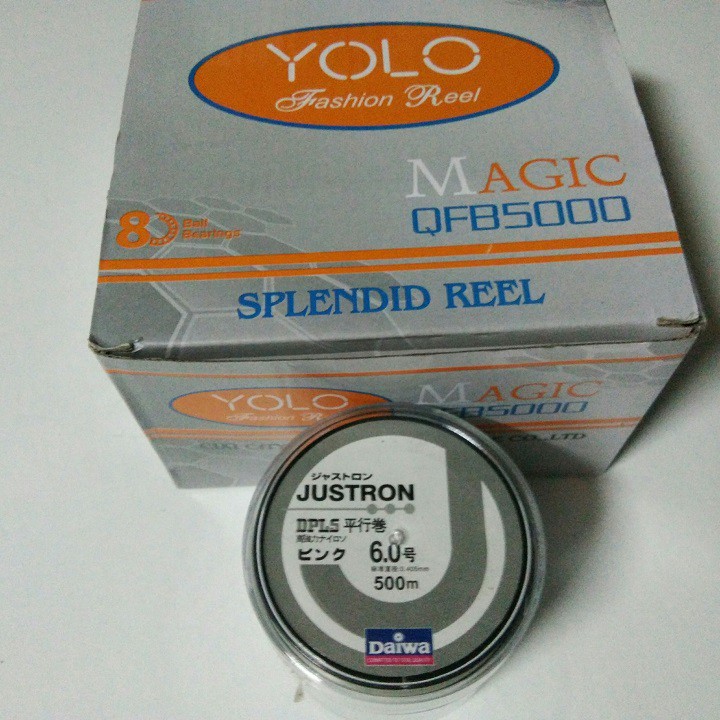 YOLO
Fashion Reel
MAGIC
QFB5000
8 Ball
Bearings
SPLENDID REEL
YOLO
Fashion R
MAGIC
QFB5000
CO.,LTD
ジャストロン
JUSTRON
DPLS 平行巻
ピンク 6.0号
500m
Daiwa